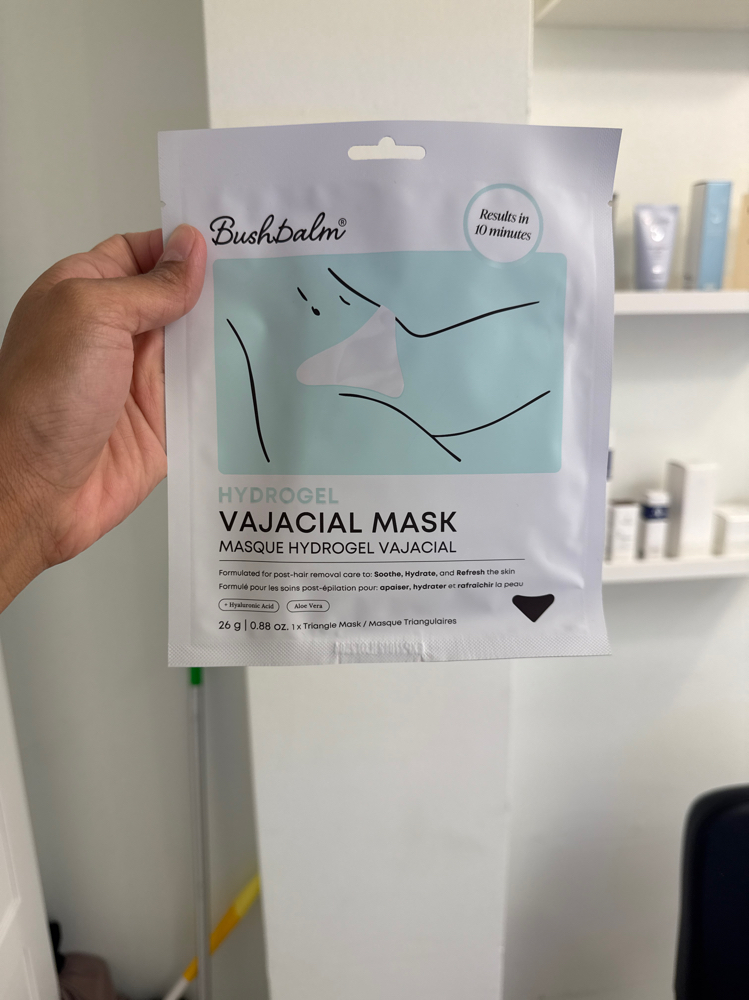 Bushbalm®
Results in
10 minutes
HYDROGEL
VAJACIAL MASK
MASQUE HYDROGEL VAJACIAL
Formulated for post-hair removal care to: Soothe, Hydrate, and Refresh the skin
Formulé pour les soins post-épilation pour: apaiser, hydrater et rafraîchir la peau
+ Hyaluronic Acid
Aloe Vera
26 g | 0.88 oz. 1 x Triangle Mask / Masque Triangulaires